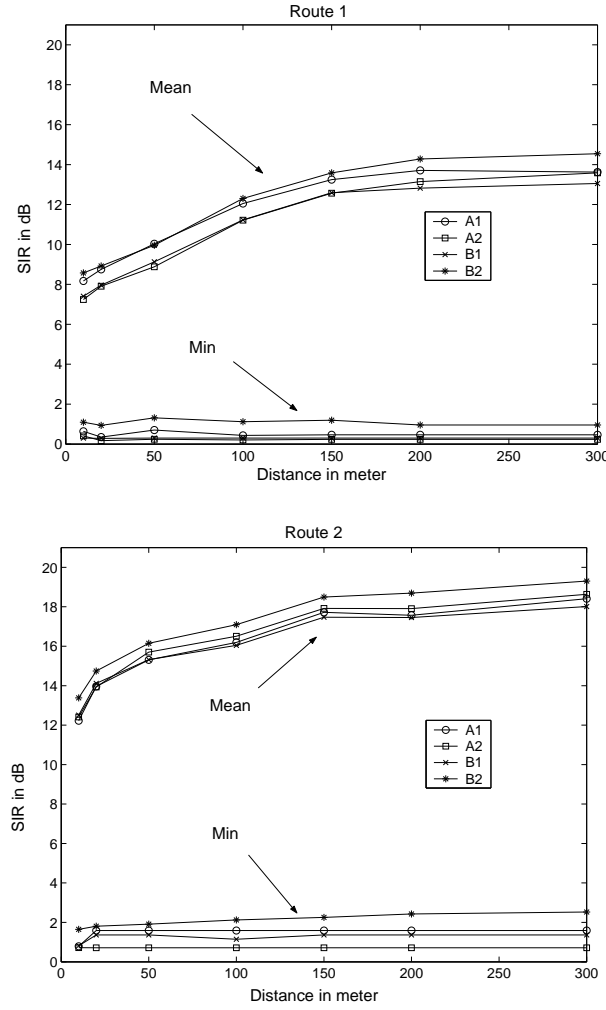 Route 1
20
18
16
14
12
10
8
6
4
2
0
SIR in dB
Mean
Min
A1
A2
B1
B2
0 50 100 150 200 250 300
Distance in meter
Route 2
20
18
16
14
12
10
8
6
4
2
0
SIR in dB
Mean
Min
A1
A2
B1
B2
0 50 100 150 200 250 300
Distance in meter